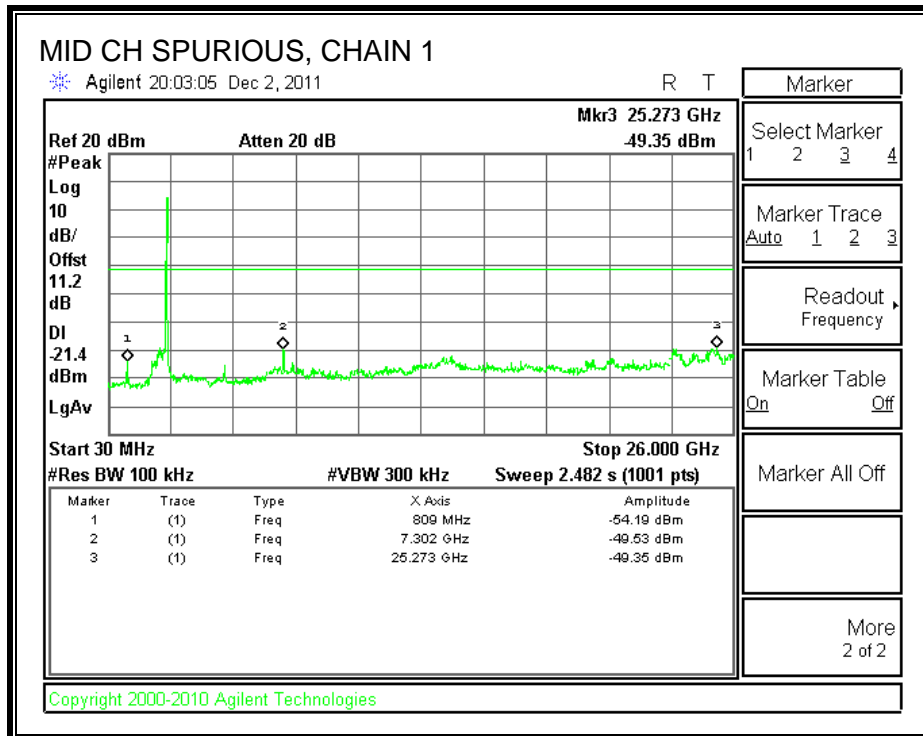 MID CH SPURIOUS, CHAIN 1
Agilent 20:03:05 Dec 2, 2011 R T
Mkr3 25.273 GHz
Ref 20 dBm Atten 20 dB -49.35 dBm
#Peak
Log
10
dB/
Offst
11.2
dB
DI
-21.4
dBm
LgAv
1
2
3
Start 30 MHz Stop 26.000 GHz
#Res BW 100 kHz #VBW 300 kHz Sweep 2.482 s (1001 pts)
Marker Trace Type X Axis Amplitude
1 (1) Freq 809 MHz -54.19 dBm
2 (1) Freq 7.302 GHz -49.53 dBm
3 (1) Freq 25.273 GHz -49.35 dBm
Marker
Select Marker
1 2 3 4
Marker Trace
Auto 1 2 3
Readout
Frequency
Marker Table
On Off
Marker All Off
More
2 of 2
Copyright 2000-2010 Agilent Technologies